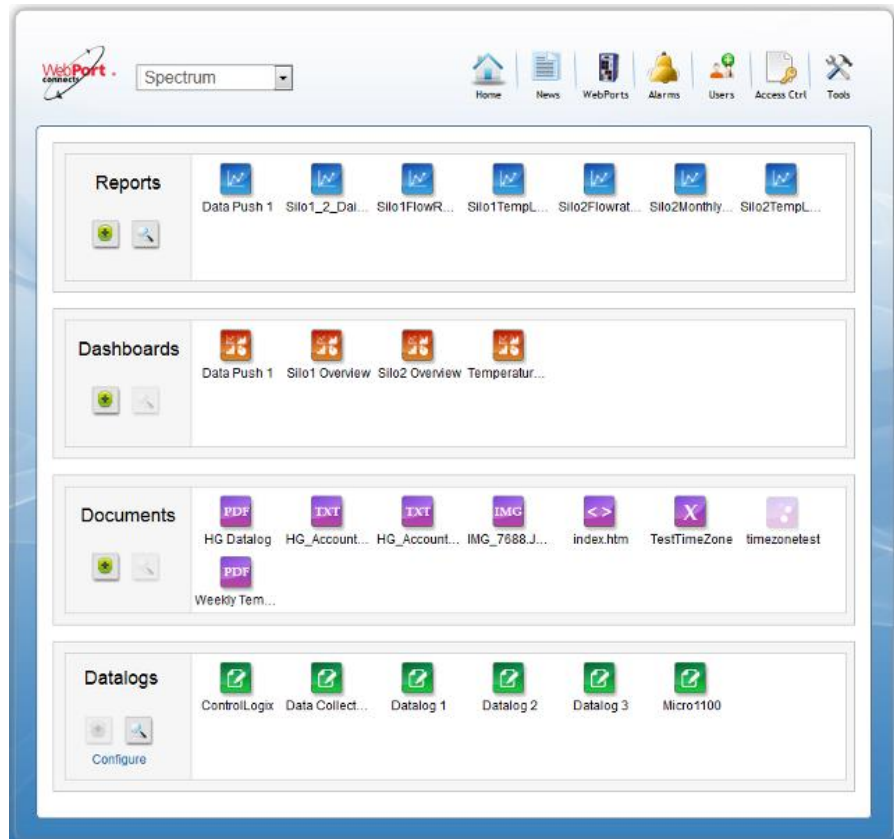 WebPort
connects
Spectrum
Home News WebPorts Alarms Users Access Ctrl Tools
Reports
Data Push 1 Silo1_2_Dai... Silo1FlowR... Silo1TempL... Silo2Flowrat... Silo2Monthly... Silo2TempL...
Dashboards
Data Push 1 Silo1 Overview Silo2 Overview Temperatur...
Documents
PDF TXT TXT IMG <> X
HG Datalog HG_Account... HG_Account... IMG_7688.J... index.htm TestTimeZone timezonetest
PDF
Weekly Tem...
Datalogs
ControlLogix Data Collect... Datalog 1 Datalog 2 Datalog 3 Micro1100
Configure